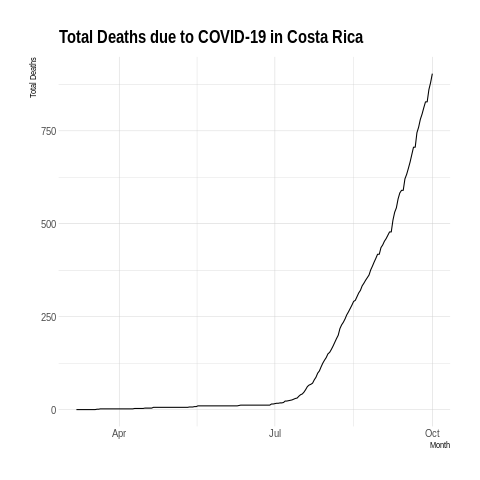 Total Deaths due to COVID-19 in Costa Rica
Total Deaths
750
500
250
0
Apr
Jul
Oct
Month